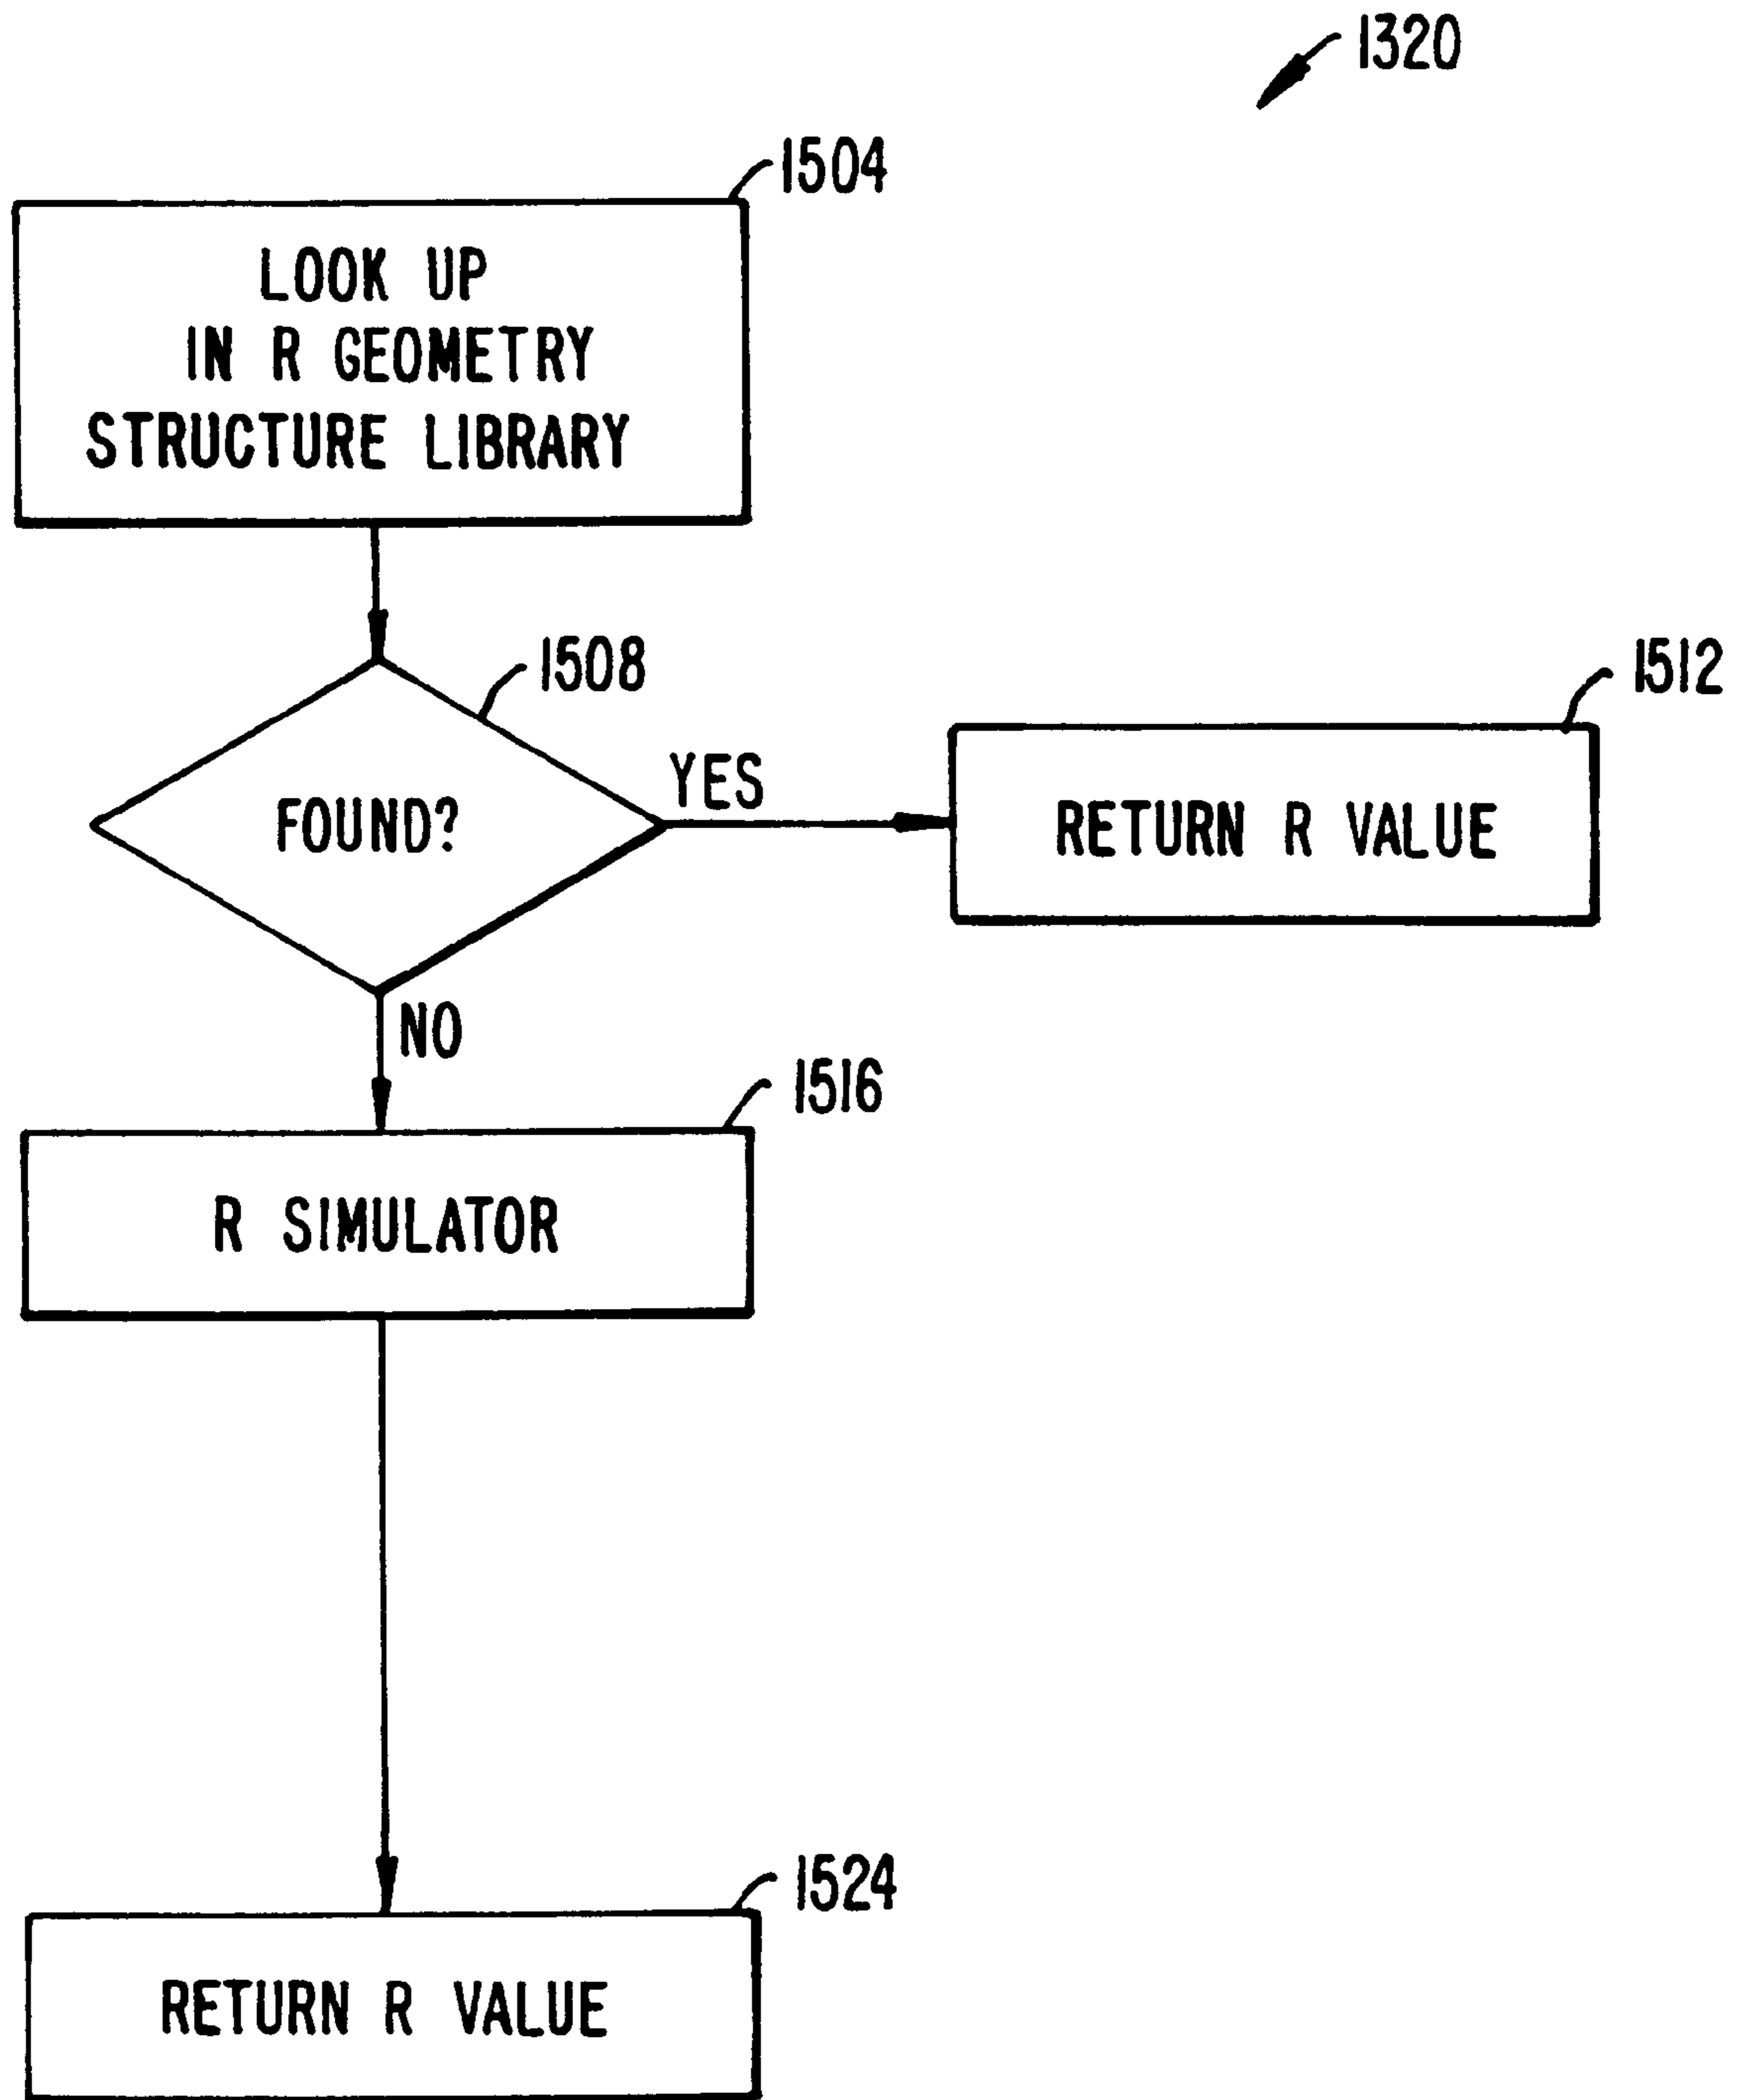 1320
1504
LOOK UP
IN R GEOMETRY
STRUCTURE LIBRARY
1508
FOUND?
YES
1512
RETURN R VALUE
NO
1516
R SIMULATOR
1524
RETURN R VALUE